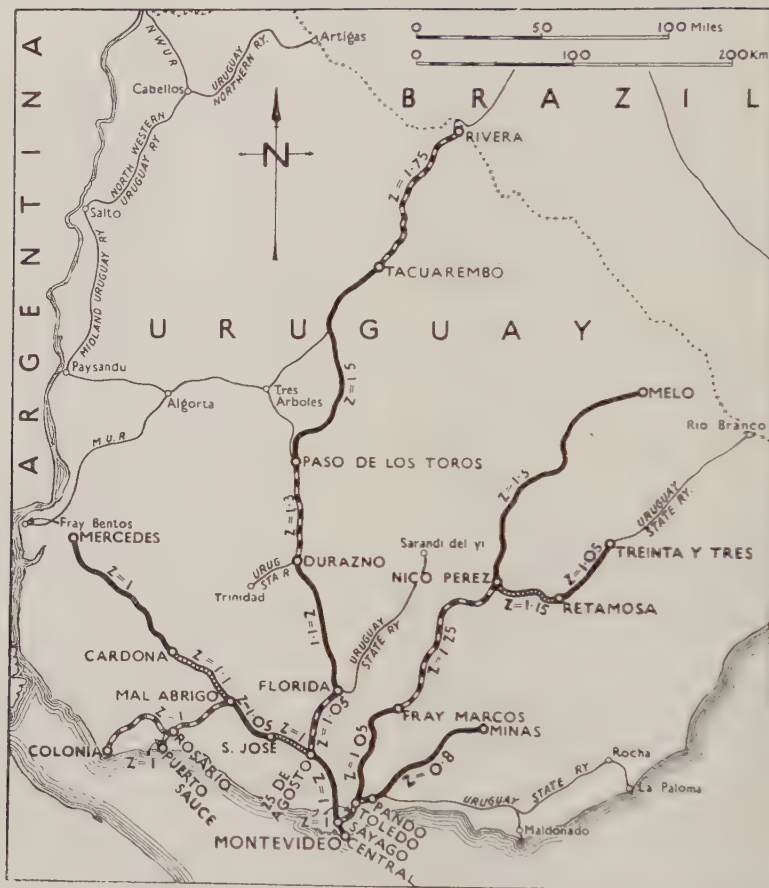 0 50 100 Miles
0 100 200 Km
ARGENTINA
BRAZIL
URUGUAY
N
NWUR
Artigas
URUGUAY
NORTHERN RY.
Cabellos
NORTH WESTERN
URUGUAY RY
Salto
MIDLAND URUGUAY RY
RIVERA
Z=1·75
TACUAREMBO
Paysandu
Algorta
Tres
Arboles
Z=1·5
M.U.R
MELO
Rio Branco
PASO DE LOS TOROS
Z=1·5
Z=1·3
URUGUAY
STATE RY.
Fray Bentos
MERCEDES
DURAZNO
Sarandi del yi
TREINTA Y TRES
Z=1·05
URUG
STA R
Trinidad
NICO PEREZ
RETAMOSA
Z=1·15
Z=1
Z=1·1
URUGUAY
STATE RY
Z=1·25
CARDONA
Z=1·1
MAL ABRIGO
FLORIDA
Z=1·05
Z=1·05
FRAY MARCOS
MINAS
COLONIA
Z=1
ROSARIO
S. JOSÉ
Z=1
Z=1·05
Z=0·8
Rocha
Z=1
PUERTO
SAUCE
25 DE
AGOSTO
Z=1
PANDO
TOLEDO
SAYAGO
CENTRAL
URUGUAY STATE RY
La Paloma
Z=1
Maldonado
MONTEVIDEO